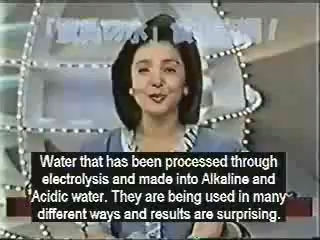 Water that has been processed through
electrolysis and made into Alkaline and
Acidic water. They are being used in many
different ways and results are surprising.